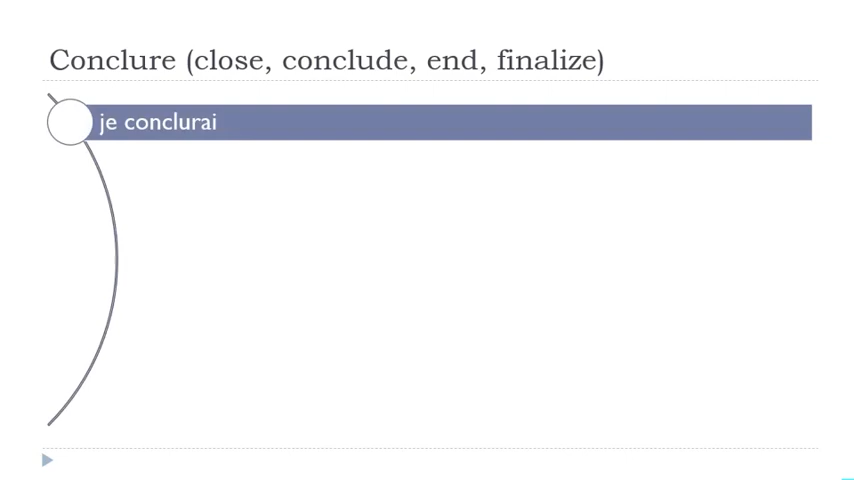 Conclure (close, conclude, end, finalize)
je conclurai